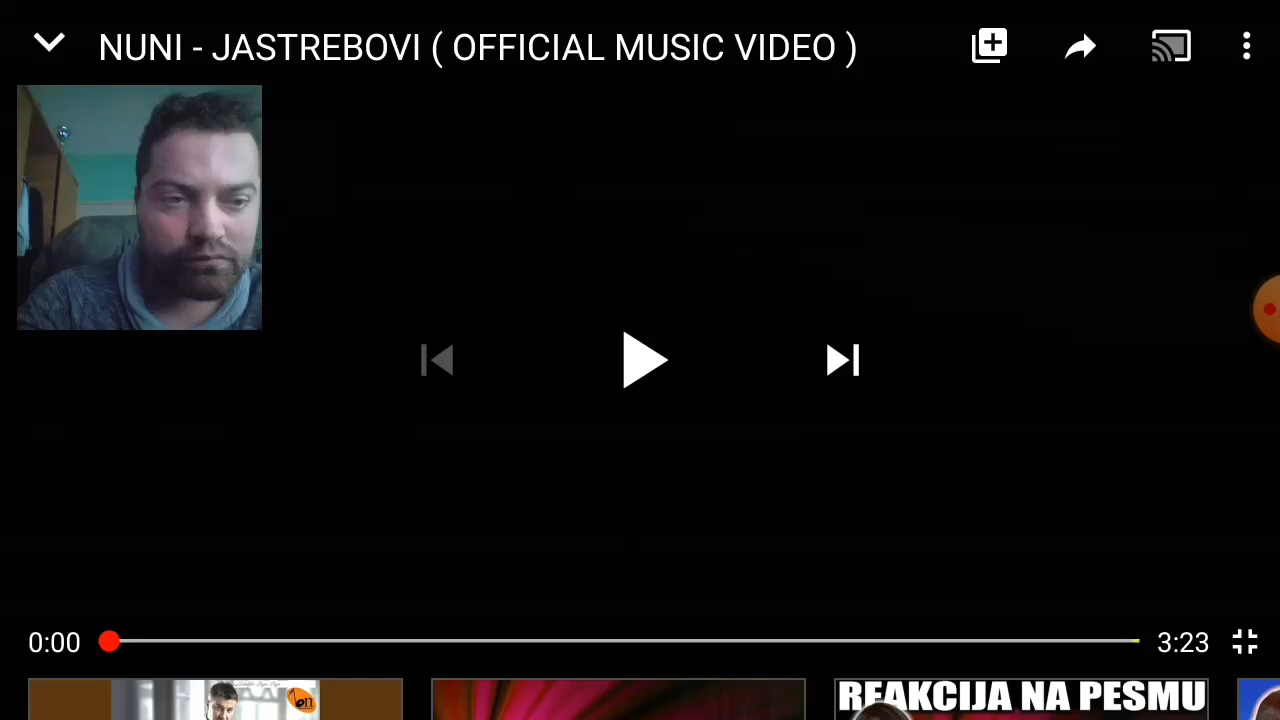 NUNI - JASTREBOVI ( OFFICIAL MUSIC VIDEO )
0:00
3:23
REAKCIJA NA PESMU